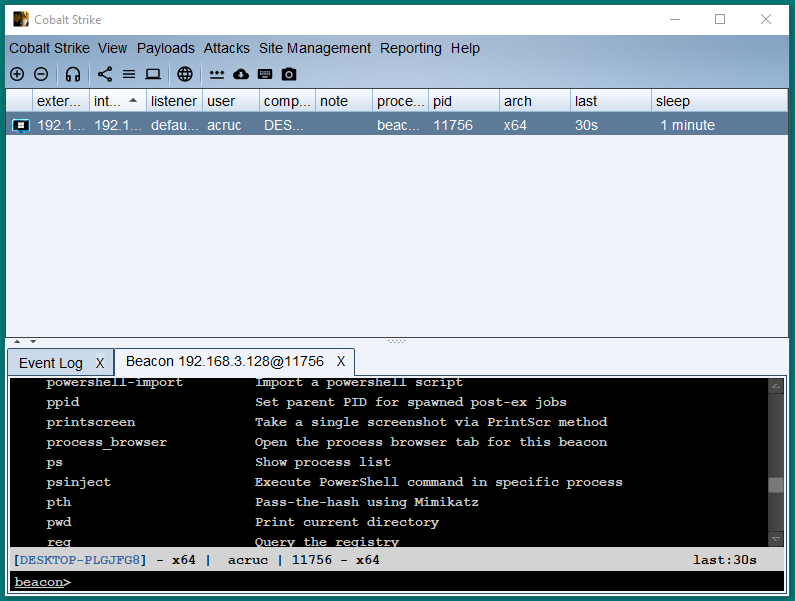 Cobalt Strike
Cobalt Strike View Payloads Attacks Site Management Reporting Help
exter... int... listener user comp... note proce... pid arch last sleep
192.1... 192.1... defau... acruc DES... beac... 11756 x64 30s 1 minute
Event Log X Beacon 192.168.3.128@11756 X
powershell-import Import a powershell script
ppid Set parent PID for spawned post-ex jobs
printscreen Take a single screenshot via PrintScr method
process_browser Open the process browser tab for this beacon
ps Show process list
psinject Execute PowerShell command in specific process
pth Pass-the-hash using Mimikatz
pwd Print current directory
reg Query the registry
[DESKTOP-PLGJFG8] - x64 | acruc | 11756 - x64 last:30s
beacon>